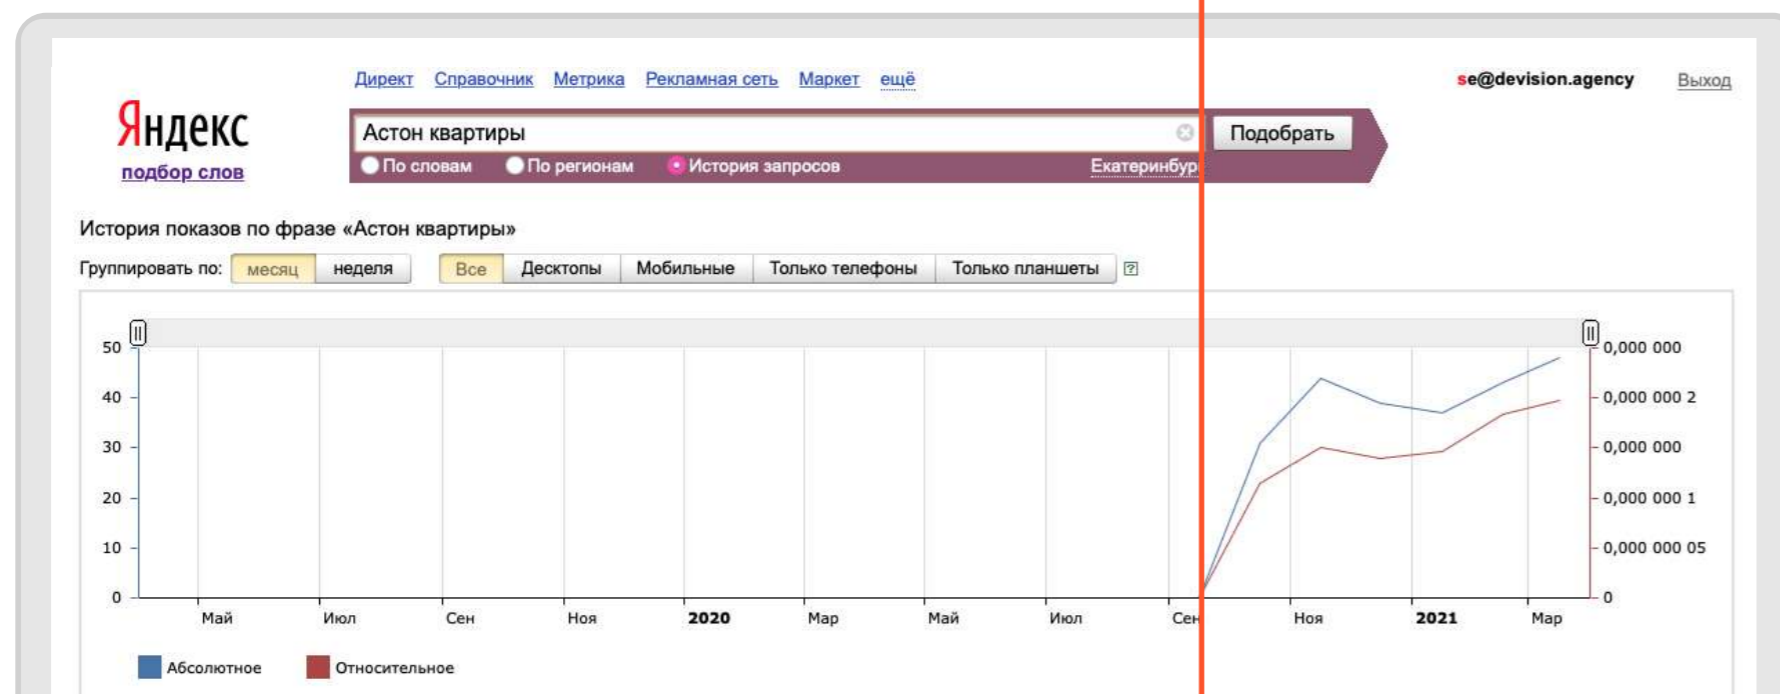 Директ Справочник Метрика Рекламная сеть Маркет ещё
se@devision.agency Выход
Яндекс
подбор слов
Астон квартиры
Подобрать
По словам По регионам История запросов Екатеринбург
История показов по фразе «Астон квартиры»
Группировать по: месяц неделя Все Десктопы Мобильные Только телефоны Только планшеты ?
50 0,000 000
40 0,000 000 2
30 0,000 000
20 0,000 000 1
10 0,000 000 05
0 0
Май Июл Сен Ноя 2020 Мар Май Июл Сен Ноя 2021 Мар
Абсолютное Относительное